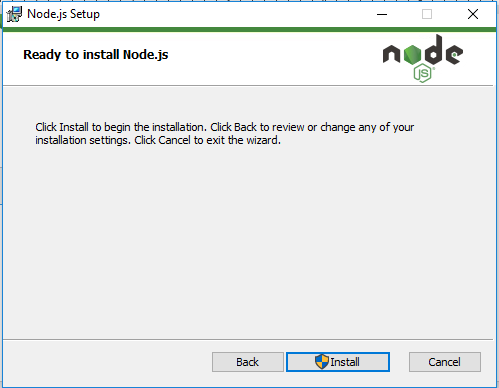 Node.js Setup
Ready to install Node.js
node
JS
Click Install to begin the installation. Click Back to review or change any of your
installation settings. Click Cancel to exit the wizard.
Back
Install
Cancel